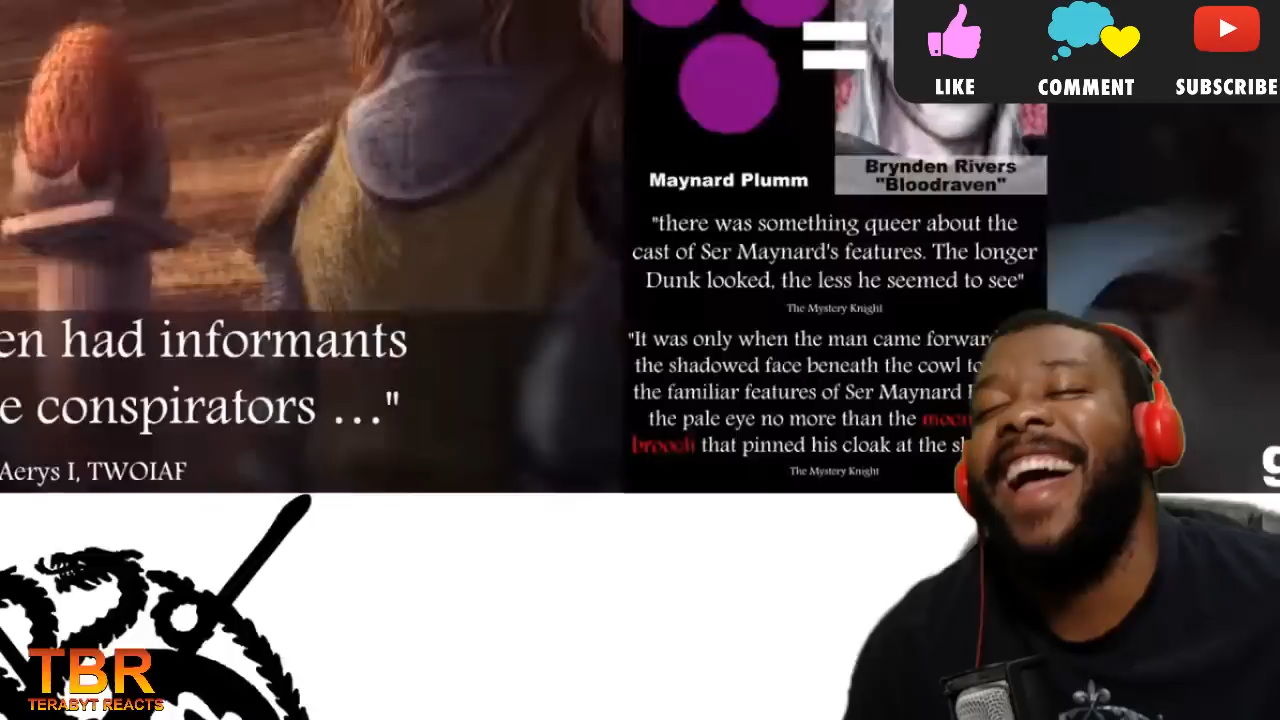 LIKE
COMMENT
SUBSCRIBE
Maynard Plumm
=
Brynden Rivers
"Bloodraven"
"there was something queer about the
cast of Ser Maynard's features. The longer
Dunk looked, the less he seemed to see"
The Mystery Knight
"It was only when the man came forward
the shadowed face beneath the cowl
the familiar features of Ser Maynard
the pale eye no more than the
brooch that pinned his cloak at the
The Mystery Knight
en had informants
e conspirators …"
Aerys I, TWOIAF
TBR
TERABYT REACTS